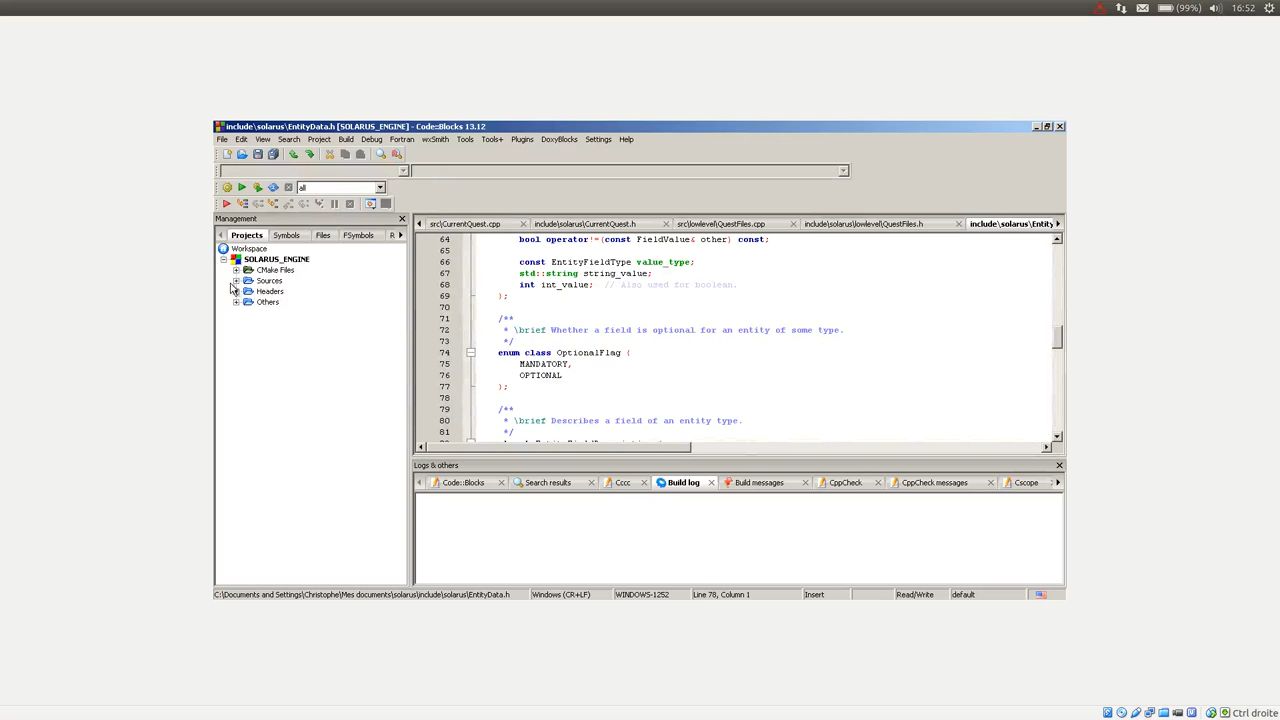 (99%) 16:52
include\solarus\EntityData.h [SOLARUS_ENGINE] - Code::Blocks 13.12
File Edit View Search Project Build Debug Fortran wxSmith Tools Tools+ Plugins DoxyBlocks Settings Help
all
Management
Projects Symbols Files FSymbols R
Workspace
SOLARUS_ENGINE
CMake Files
Sources
Headers
Others
src\CurrentQuest.cpp include\solarus\CurrentQuest.h src\lowlevel\QuestFiles.cpp include\solarus\lowlevel\QuestFiles.h include\solarus\Entity
64 bool operator!=(const FieldValue& other) const;
65
66 const EntityFieldType value_type;
67 std::string string_value;
68 int int_value; // Also used for boolean.
69 };
70
71 /**
72 * \brief Whether a field is optional for an entity of some type.
73 */
74 enum class OptionalFlag {
75 MANDATORY,
76 OPTIONAL
77 };
78
79 /**
80 * \brief Describes a field of an entity type.
81 */
Logs & others
Code::Blocks Search results Cccc Build log Build messages CppCheck CppCheck messages Cscope
C:\Documents and Settings\Christophe\Mes documents\solarus\include\solarus\EntityData.h Windows (CR+LF) WINDOWS-1252 Line 78, Column 1 Insert Read/Write default
Ctrl droite